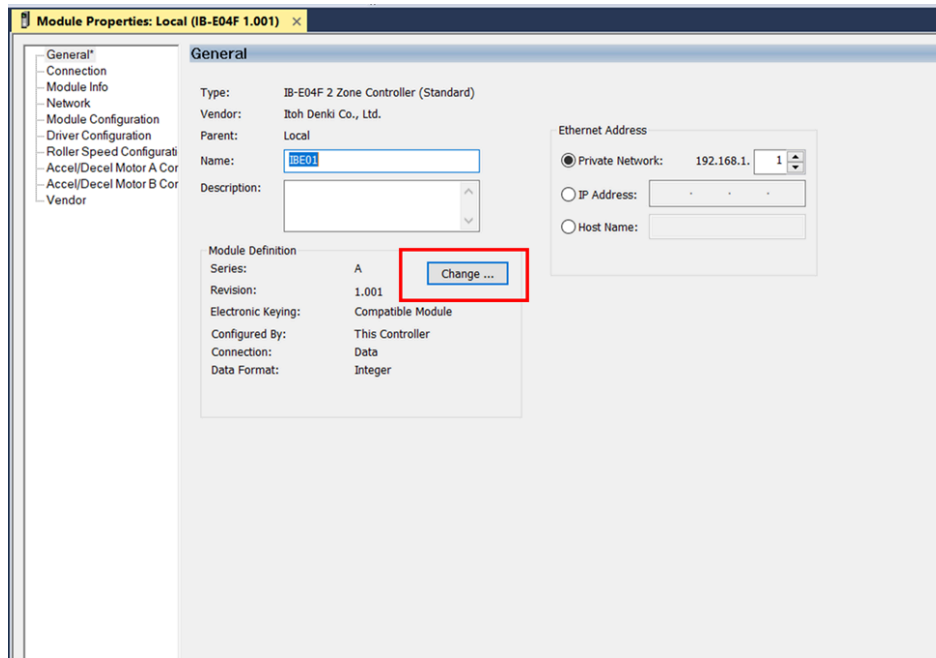 Module Properties: Local (IB-E04F 1.001) ×
General*
Connection
Module Info
Network
Module Configuration
Driver Configuration
Roller Speed Configurati
Accel/Decel Motor A Cor
Accel/Decel Motor B Cor
Vendor
General
Type: IB-E04F 2 Zone Controller (Standard)
Vendor: Itoh Denki Co., Ltd.
Parent: Local
Name: IBE01
Description:
Module Definition
Series: A
Change ...
Revision: 1.001
Electronic Keying: Compatible Module
Configured By: This Controller
Connection: Data
Data Format: Integer
Ethernet Address
Private Network: 192.168.1. 1
IP Address: . . .
Host Name: